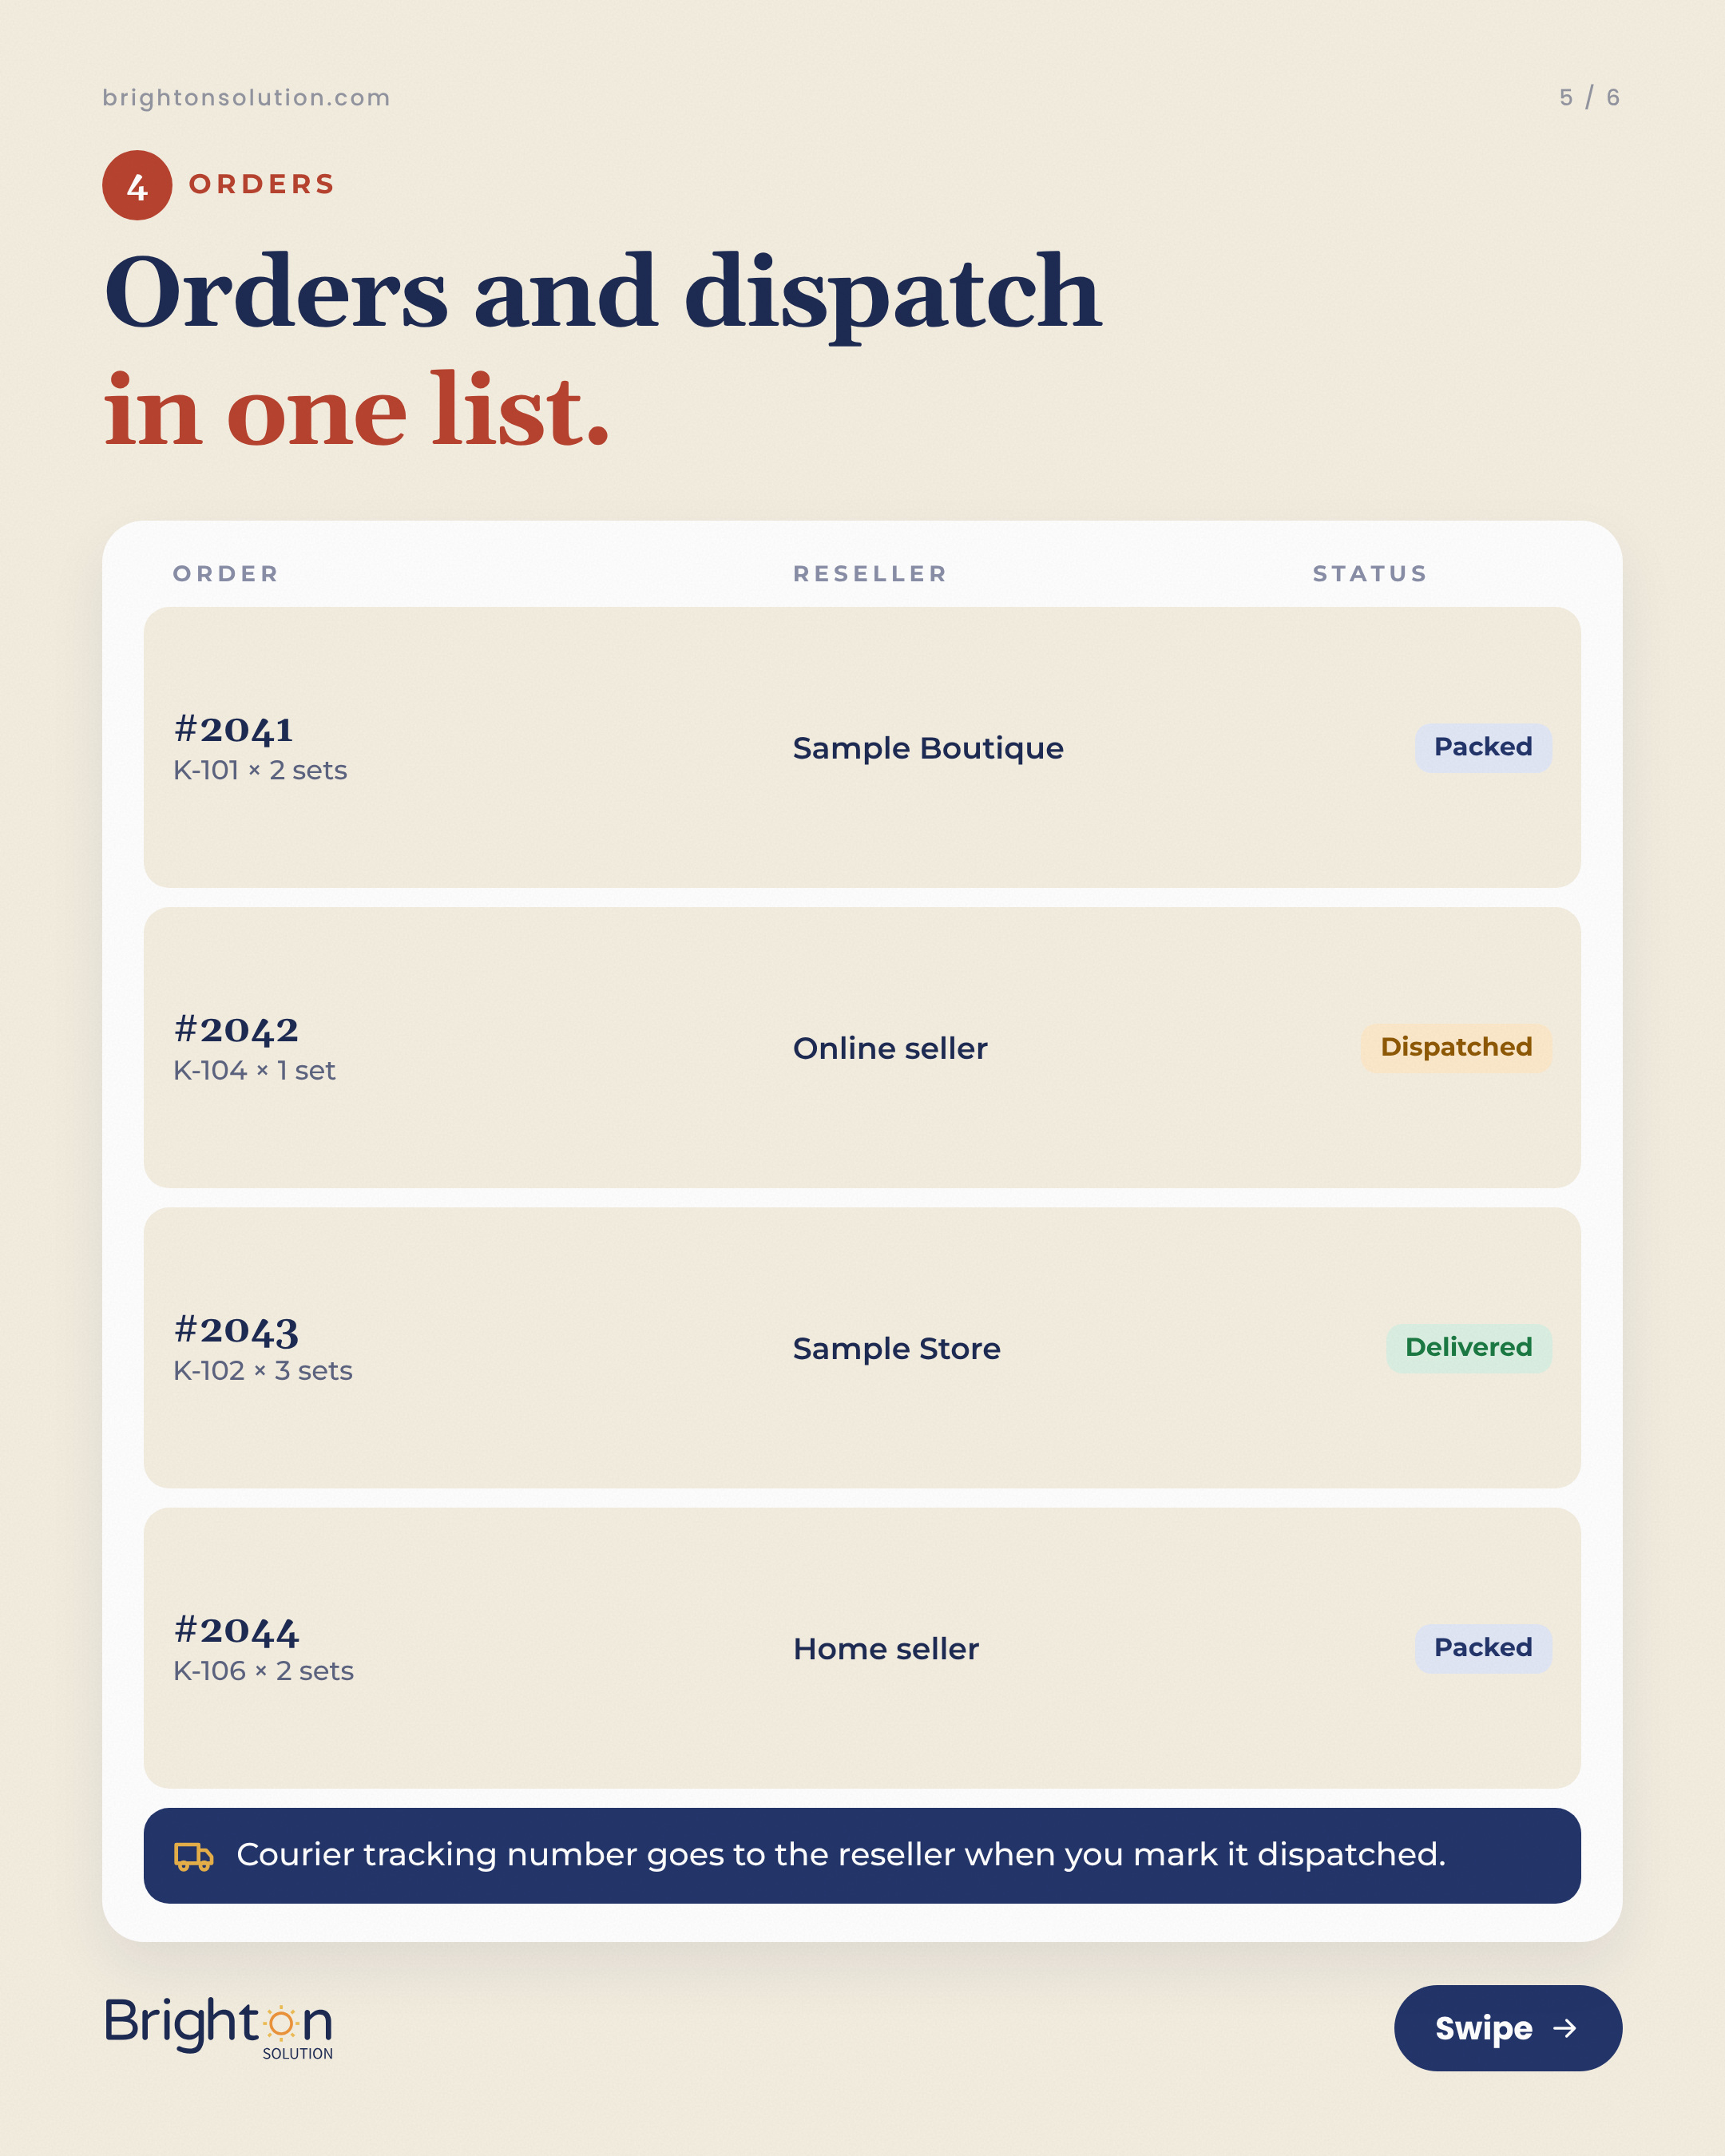 brightonsolution.com
5 / 6
4 ORDERS
Orders and dispatch
in one list.
ORDER RESELLER STATUS
#2041
K-101 × 2 sets
Sample Boutique
Packed
#2042
K-104 × 1 set
Online seller
Dispatched
#2043
K-102 × 3 sets
Sample Store
Delivered
#2044
K-106 × 2 sets
Home seller
Packed
Courier tracking number goes to the reseller when you mark it dispatched.
Brighton
SOLUTION
Swipe →